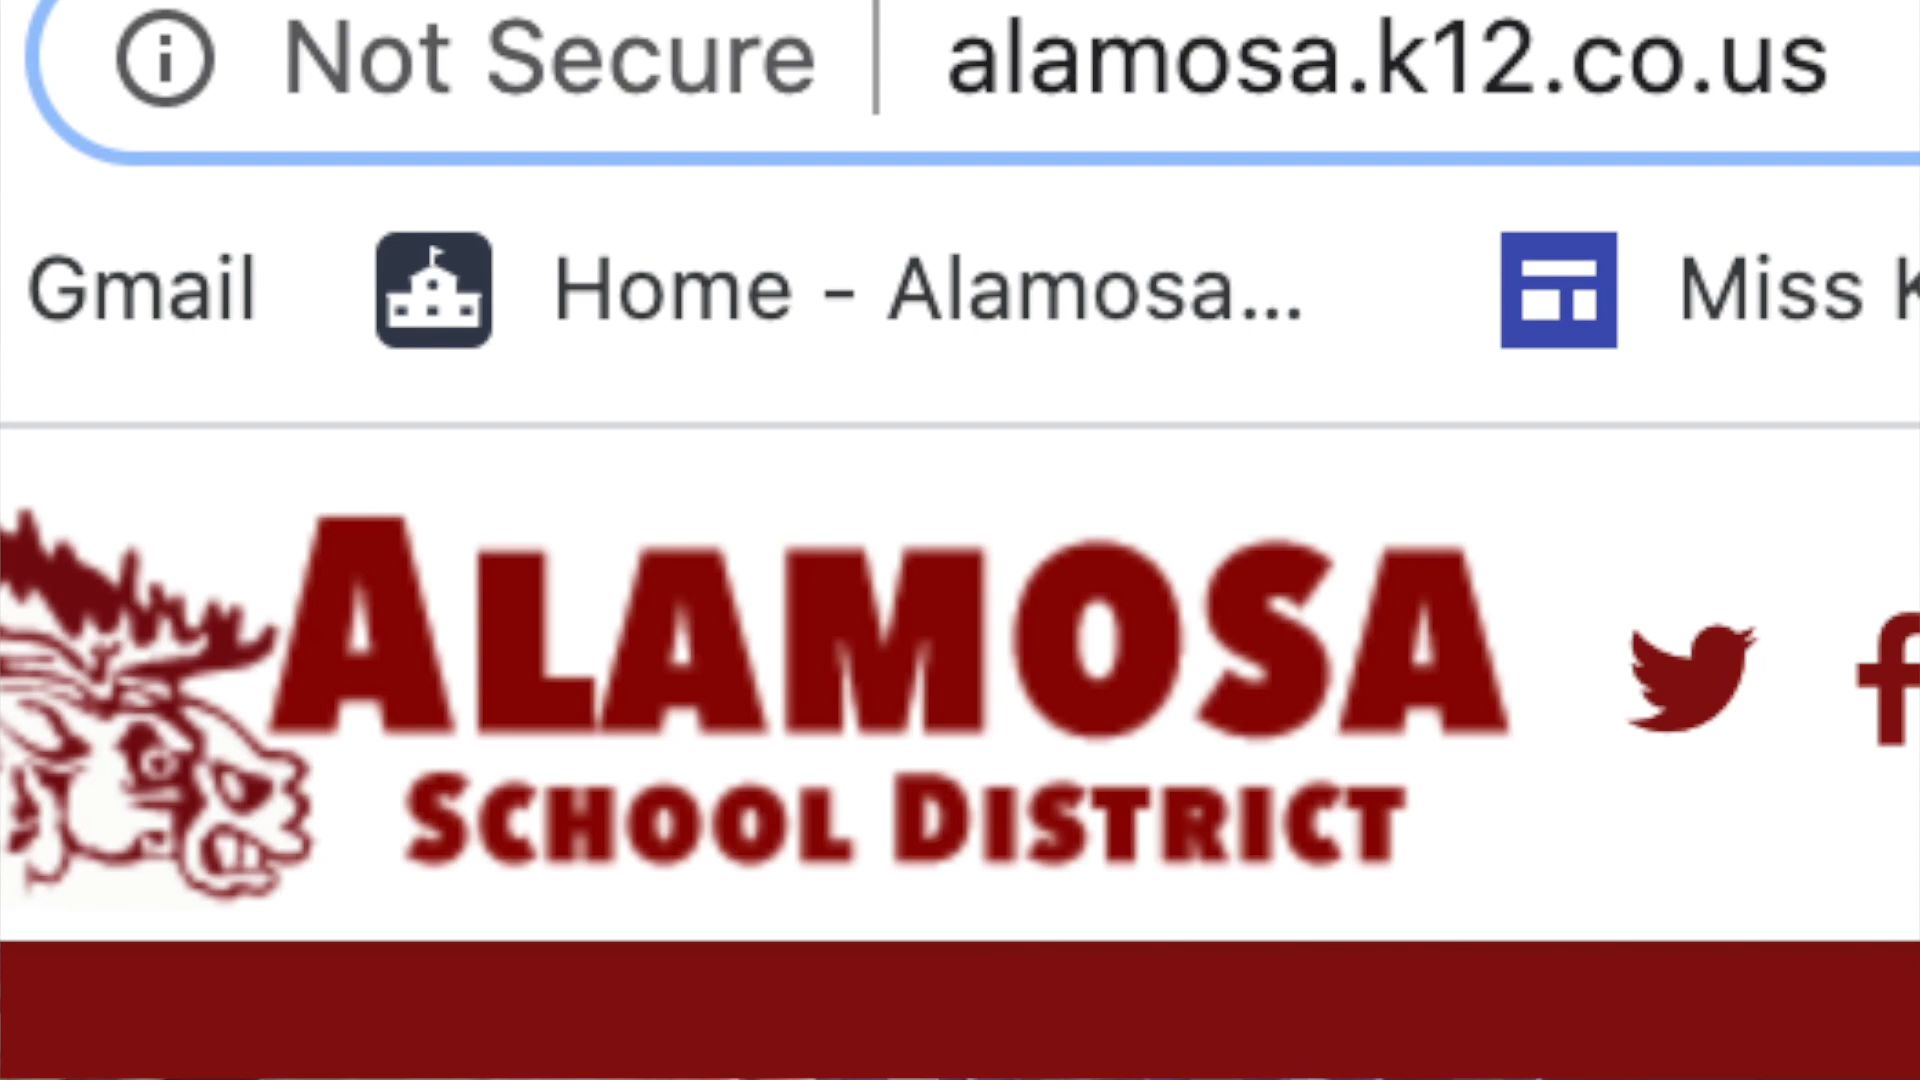 Not Secure | alamosa.k12.co.us
Gmail Home - Alamosa... Miss
ALAMOSA
SCHOOL DISTRICT